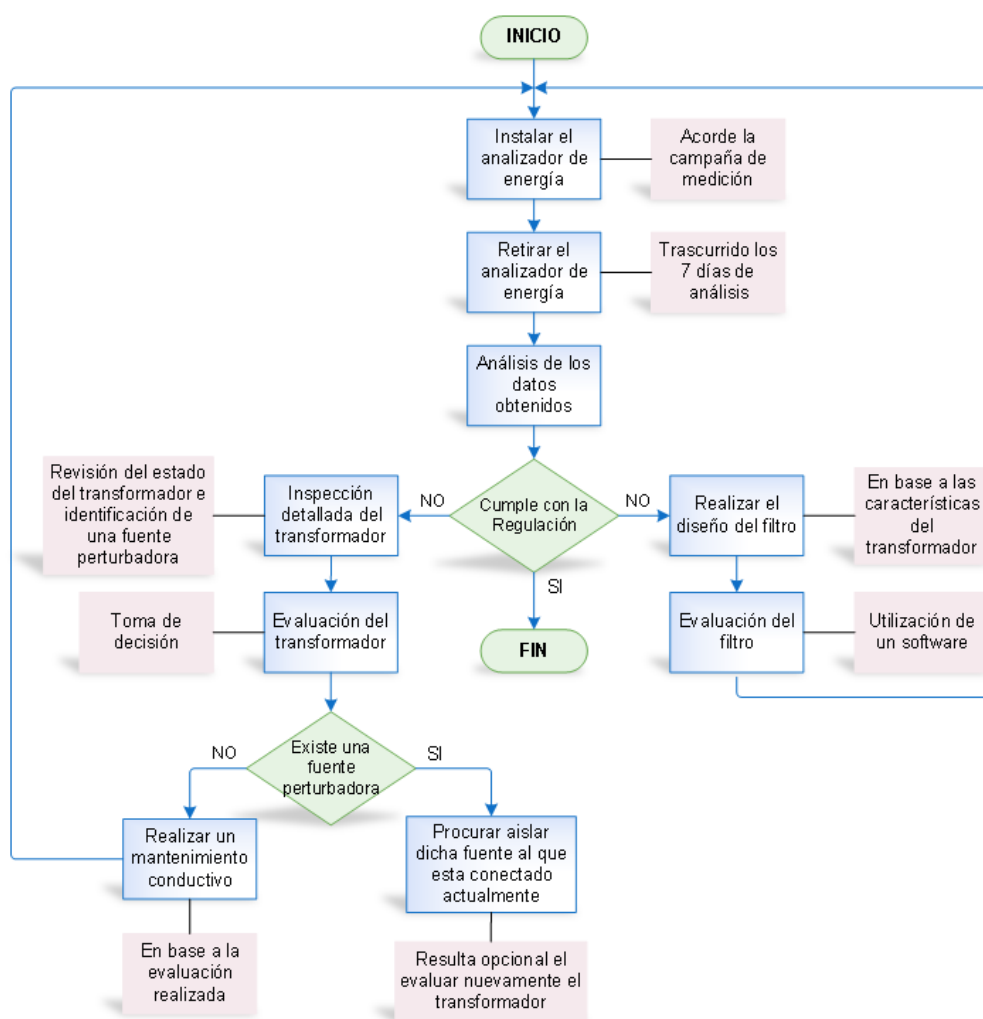 INICIO
Instalar el
analizador de
energía
Acorde la
campaña de
medición
Retirar el
analizador de
energía
Trascurrido los
7 días de
análisis
Análisis de los
datos
obtenidos
Revisión del estado
del transformador e
identificación de
una fuente
perturbadora
Inspección
detallada del
transformador
NO
Cumple con la
Regulación
NO
Realizar el
diseño del filtro
En base a las
características
del
transformador
SI
Toma de
decisión
Evaluación del
transformador
FIN
Evaluación del
filtro
Utilización de
un software
NO
Existe una
fuente
perturbadora
SI
Realizar un
mantenimiento
conductivo
Procurar aislar
dicha fuente al que
esta conectado
actualmente
En base a la
evaluación
realizada
Resulta opcional el
evaluar nuevamente el
transformador